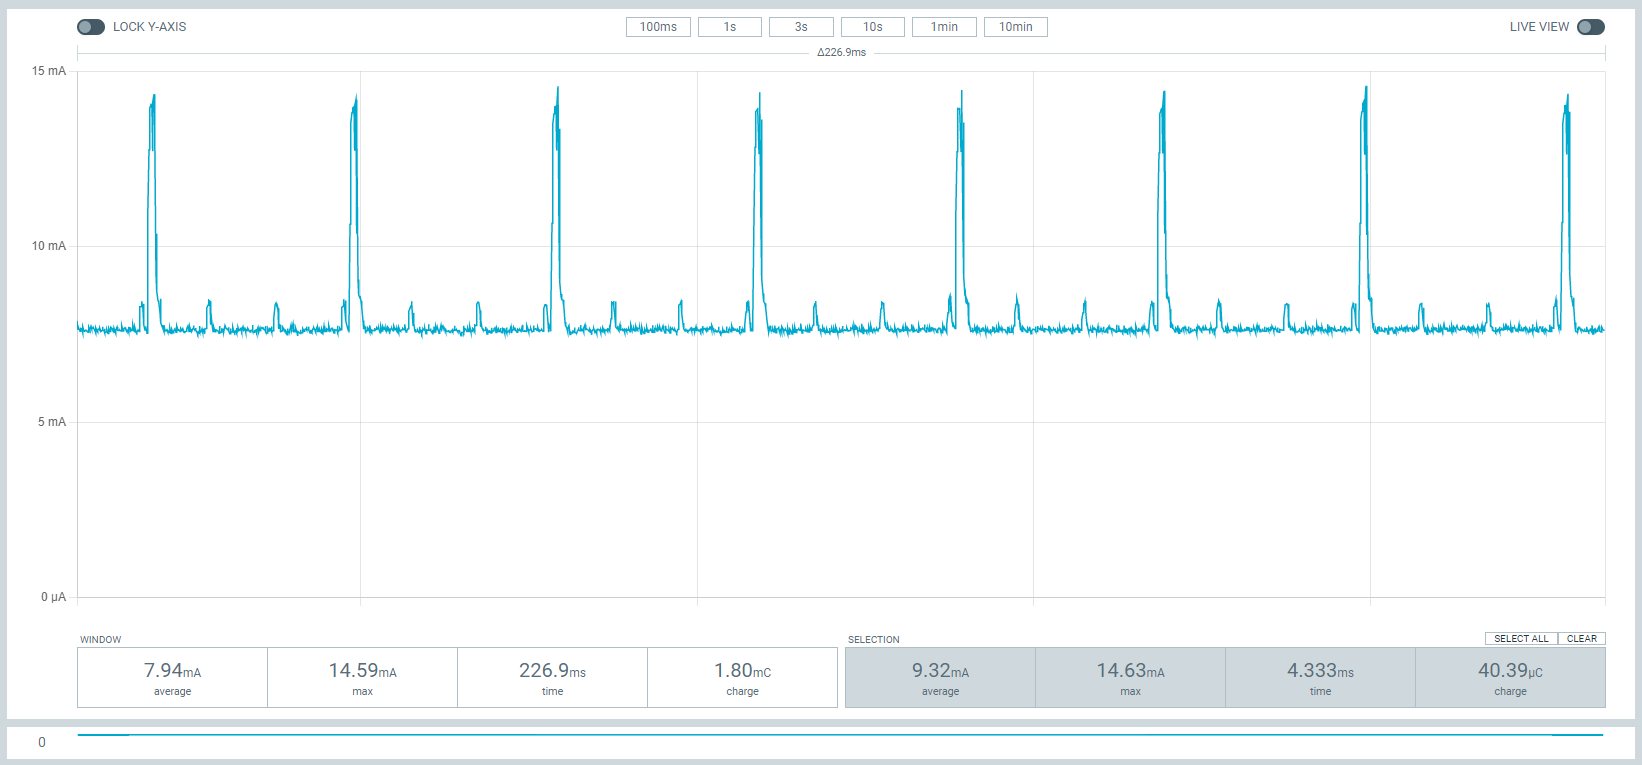 LOCK Y-AXIS 100ms 1s 3s 10s 1min 10min LIVE VIEW
Δ226.9ms
15 mA
10 mA
5 mA
0 µA
WINDOW SELECTION SELECT ALL CLEAR
7.94mA 14.59mA 226.9ms 1.80mC 9.32mA 14.63mA 4.333ms 40.39µC
average max time charge average max time charge
0